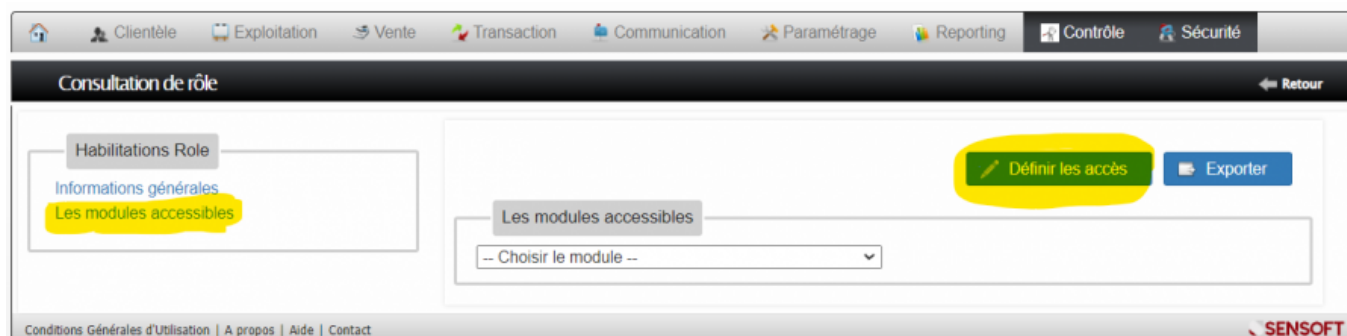 Clientèle Exploitation Vente Transaction Communication Paramétrage Reporting Contrôle Sécurité
Consultation de rôle Retour
Habilitations Role
Informations générales
Les modules accessibles
Définir les accès Exporter
Les modules accessibles
-- Choisir le module --
Conditions Générales d'Utilisation | A propos | Aide | Contact SENSOFT